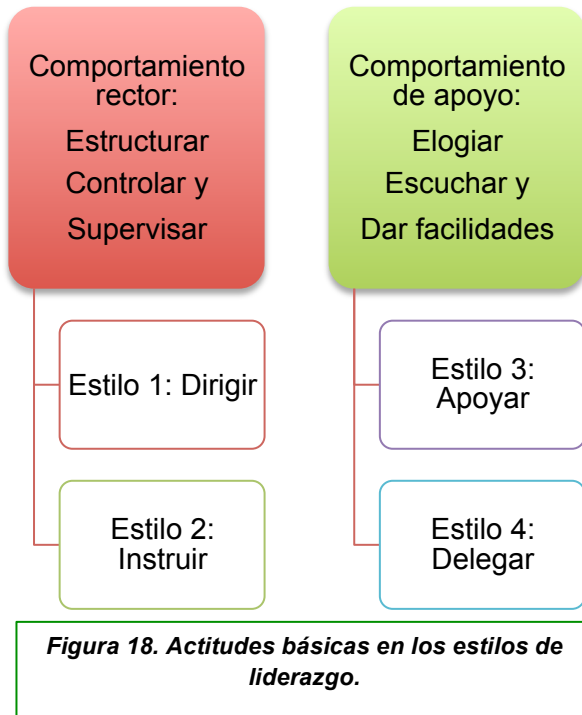 Comportamiento
rector:
Estructurar
Controlar y
Supervisar
Estilo 1: Dirigir
Estilo 2:
Instruir
Comportamiento
de apoyo:
Elogiar
Escuchar y
Dar facilidades
Estilo 3:
Apoyar
Estilo 4:
Delegar
Figura 18. Actitudes básicas en los estilos de
liderazgo.